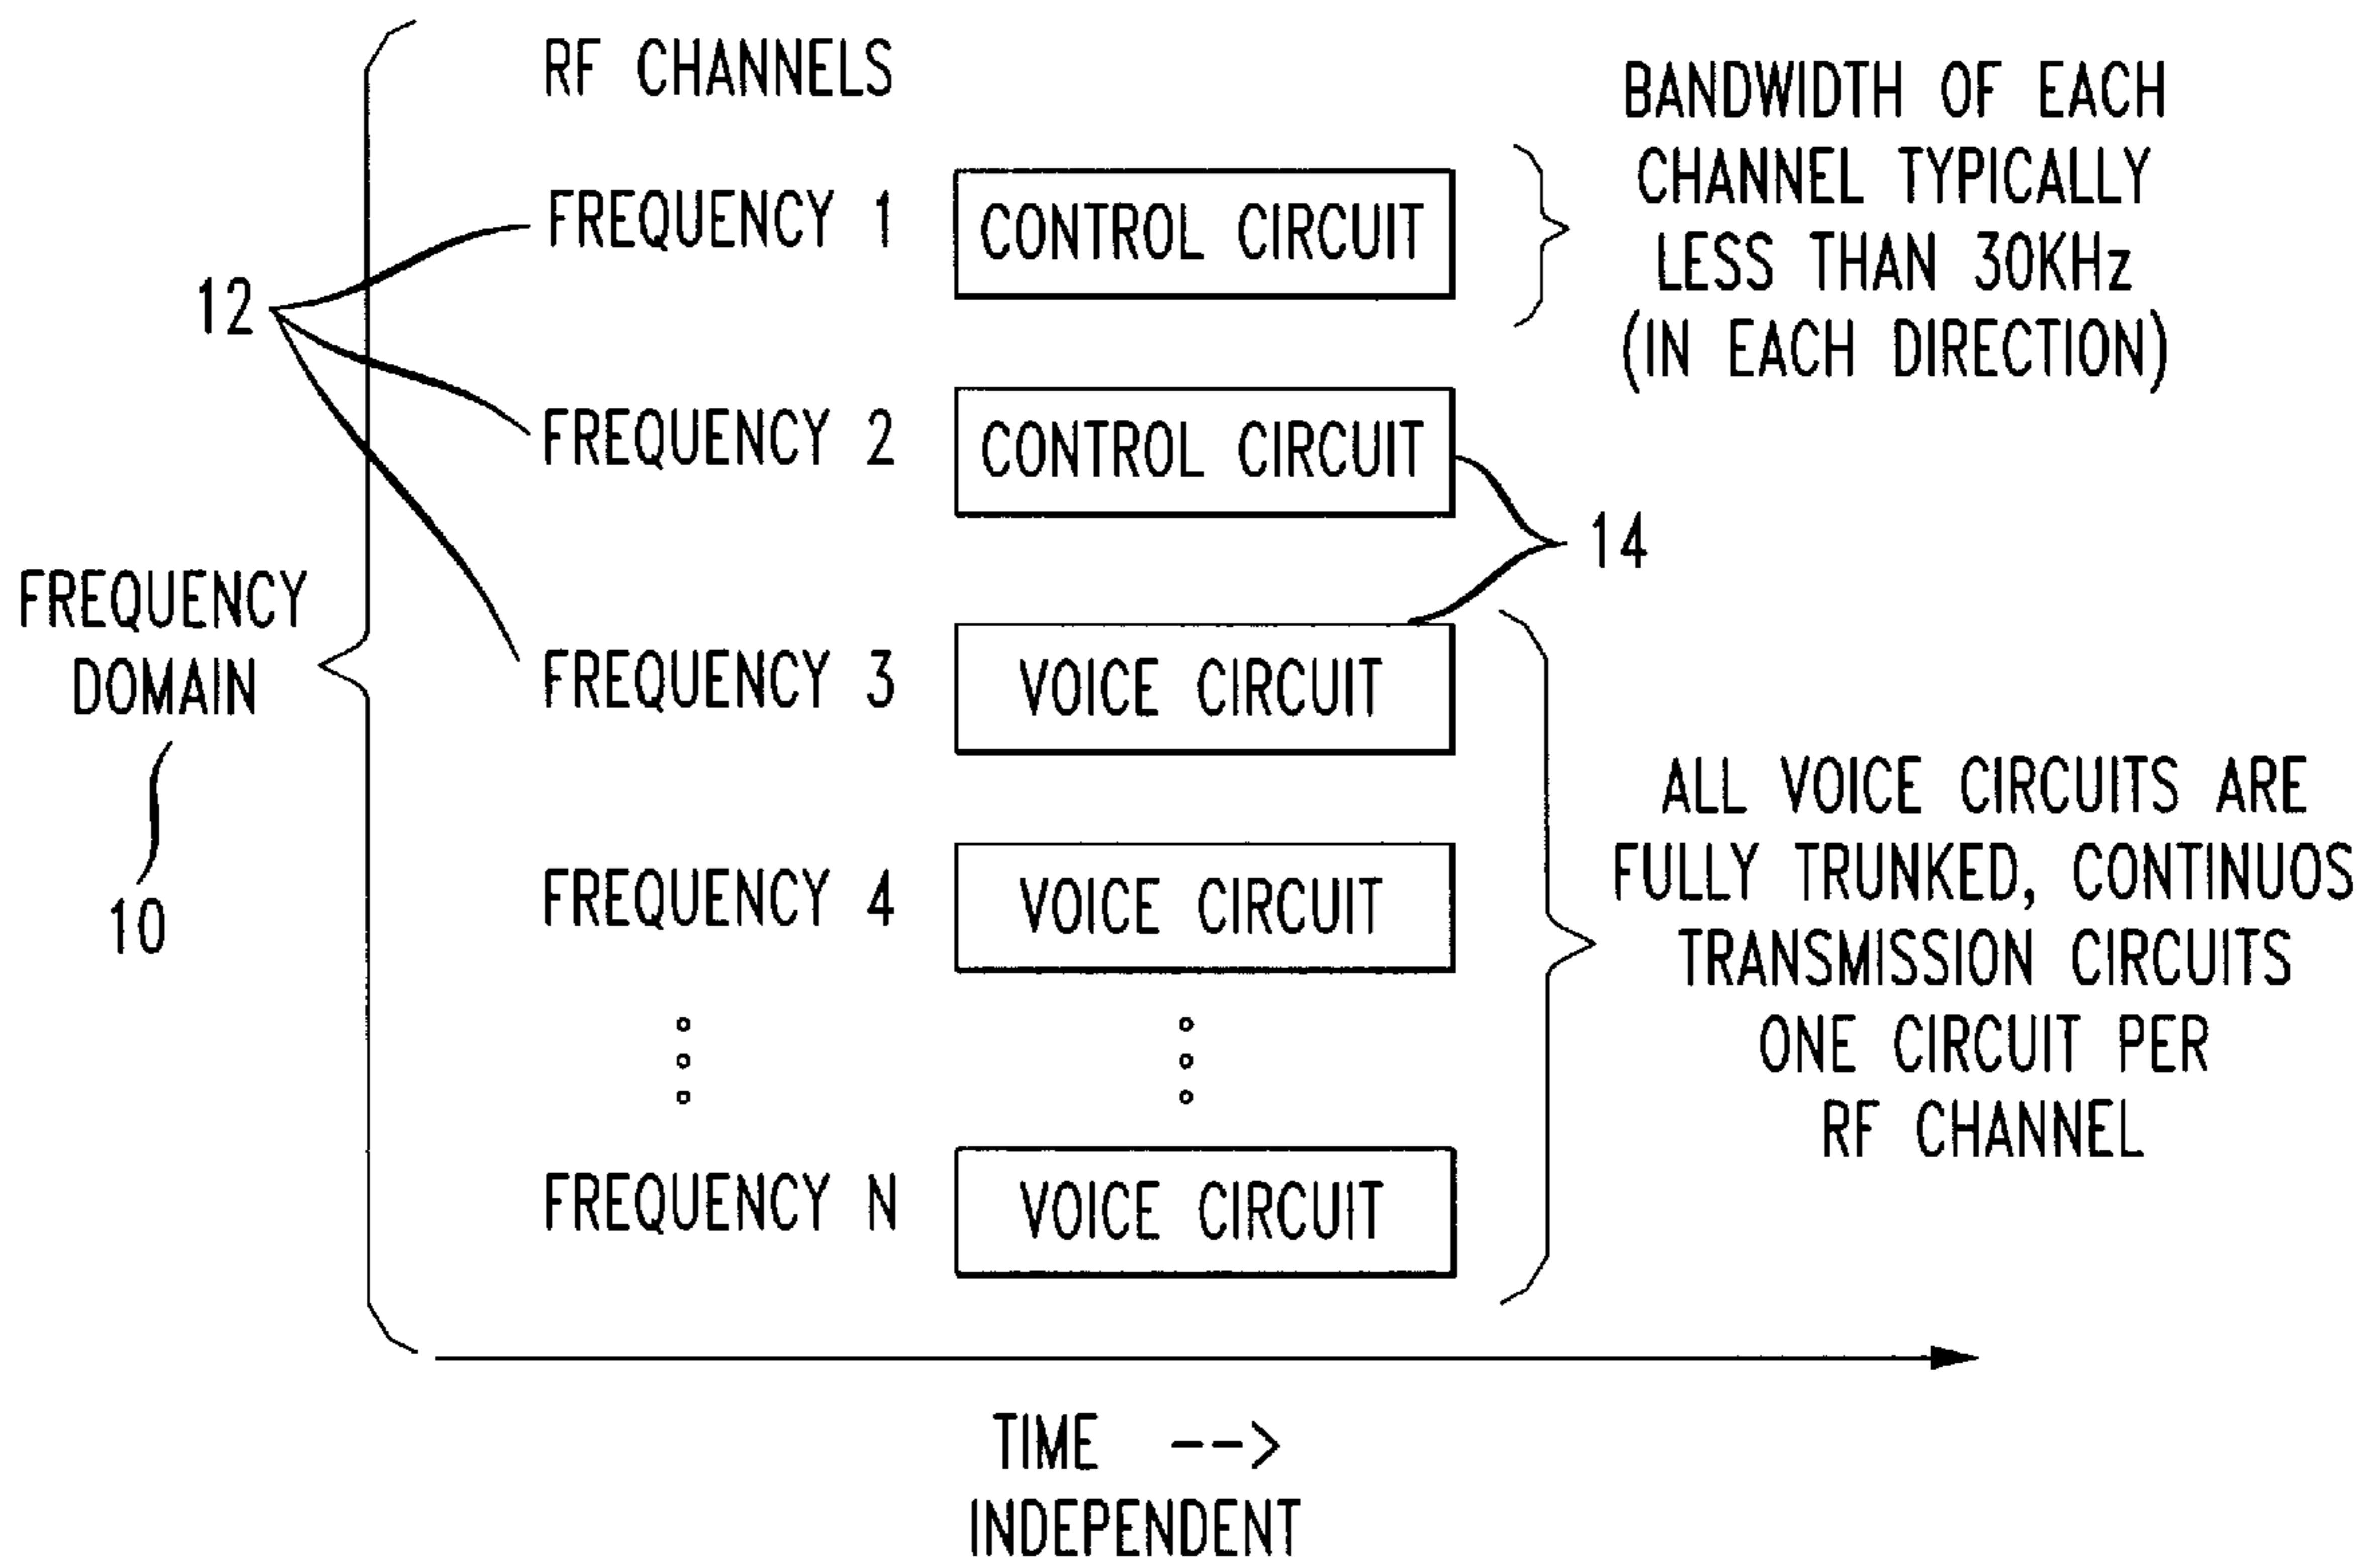 RF CHANNELS
BANDWIDTH OF EACH
CHANNEL TYPICALLY
LESS THAN 30KHz
(IN EACH DIRECTION)
FREQUENCY 1
CONTROL CIRCUIT
12
FREQUENCY 2
CONTROL CIRCUIT
14
FREQUENCY
DOMAIN
10
FREQUENCY 3
VOICE CIRCUIT
FREQUENCY 4
VOICE CIRCUIT
ALL VOICE CIRCUITS ARE
FULLY TRUNKED, CONTINUOS
TRANSMISSION CIRCUITS
ONE CIRCUIT PER
RF CHANNEL
FREQUENCY N
VOICE CIRCUIT
TIME -->
INDEPENDENT